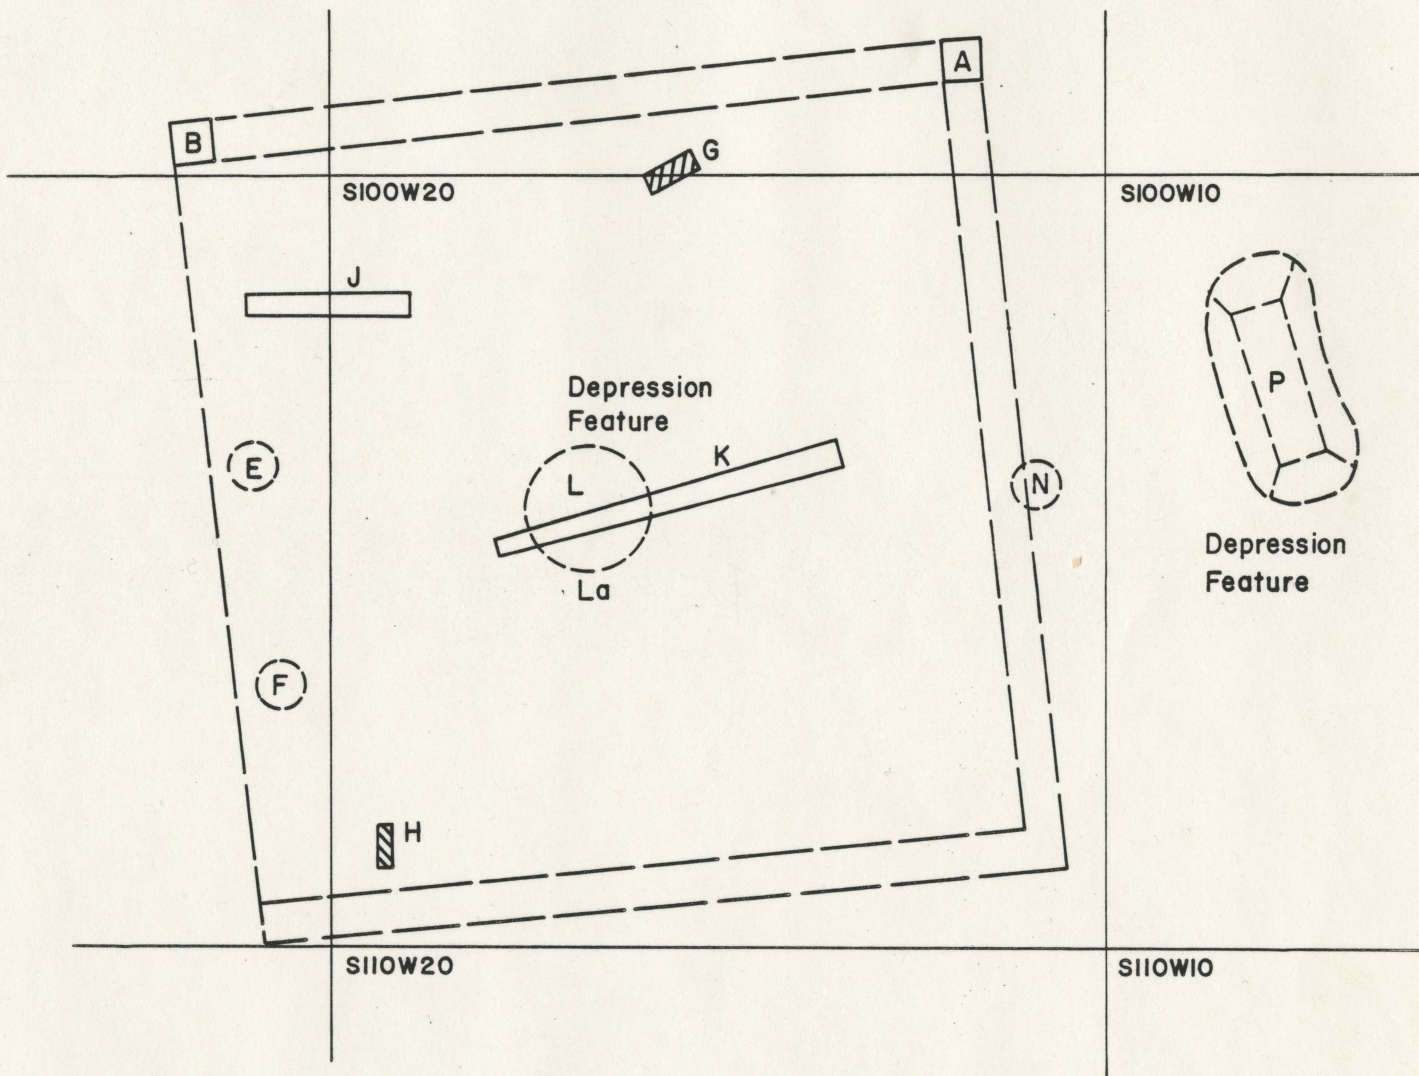 A
B
G
S100W20
S100W10
J
Depression
Feature
P
K
E
L
N
Depression
Feature
La
F
H
S110W20
S110W10